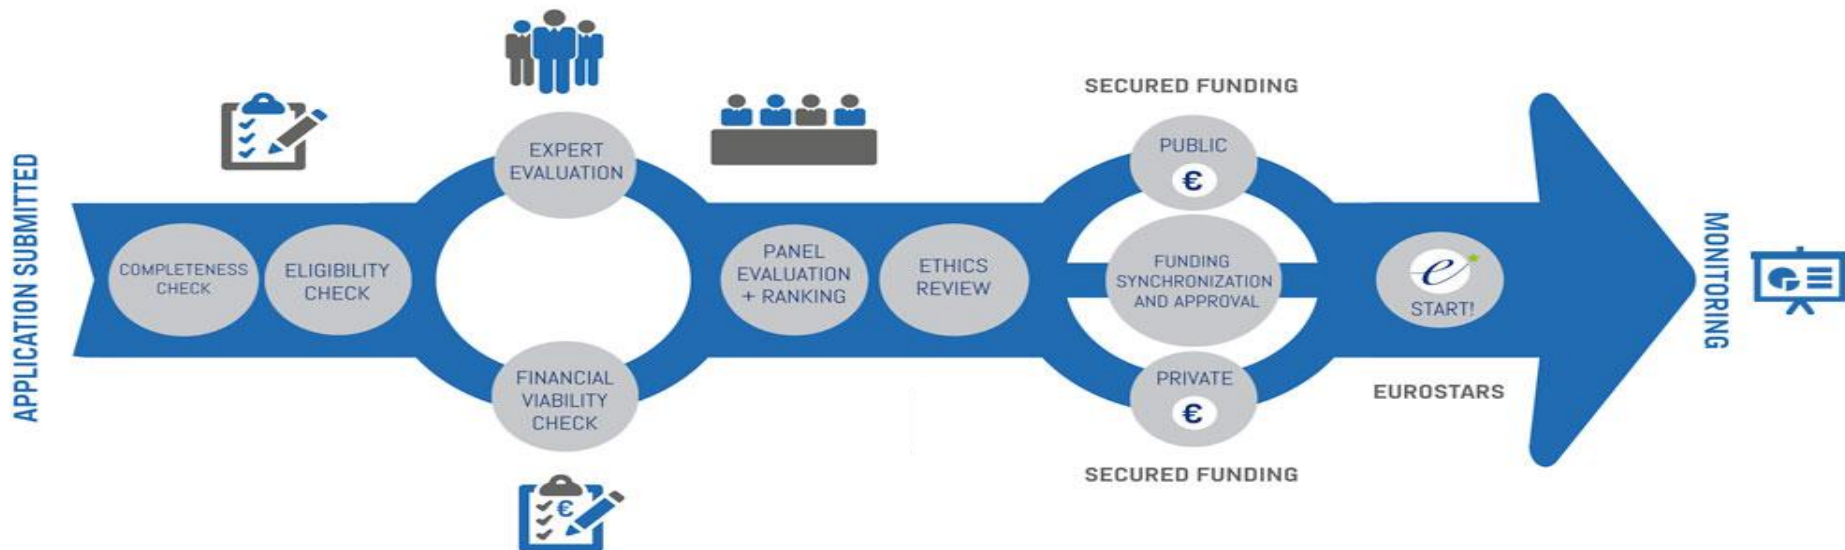 APPLICATION SUBMITTED
COMPLETENESS
CHECK
ELIGIBILITY
CHECK
EXPERT
EVALUATION
FINANCIAL
VIABILITY
CHECK
€
PANEL
EVALUATION
+ RANKING
ETHICS
REVIEW
SECURED FUNDING
PUBLIC
€
FUNDING
SYNCHRONIZATION
AND APPROVAL
PRIVATE
€
SECURED FUNDING
e
START!
EUROSTARS
MONITORING